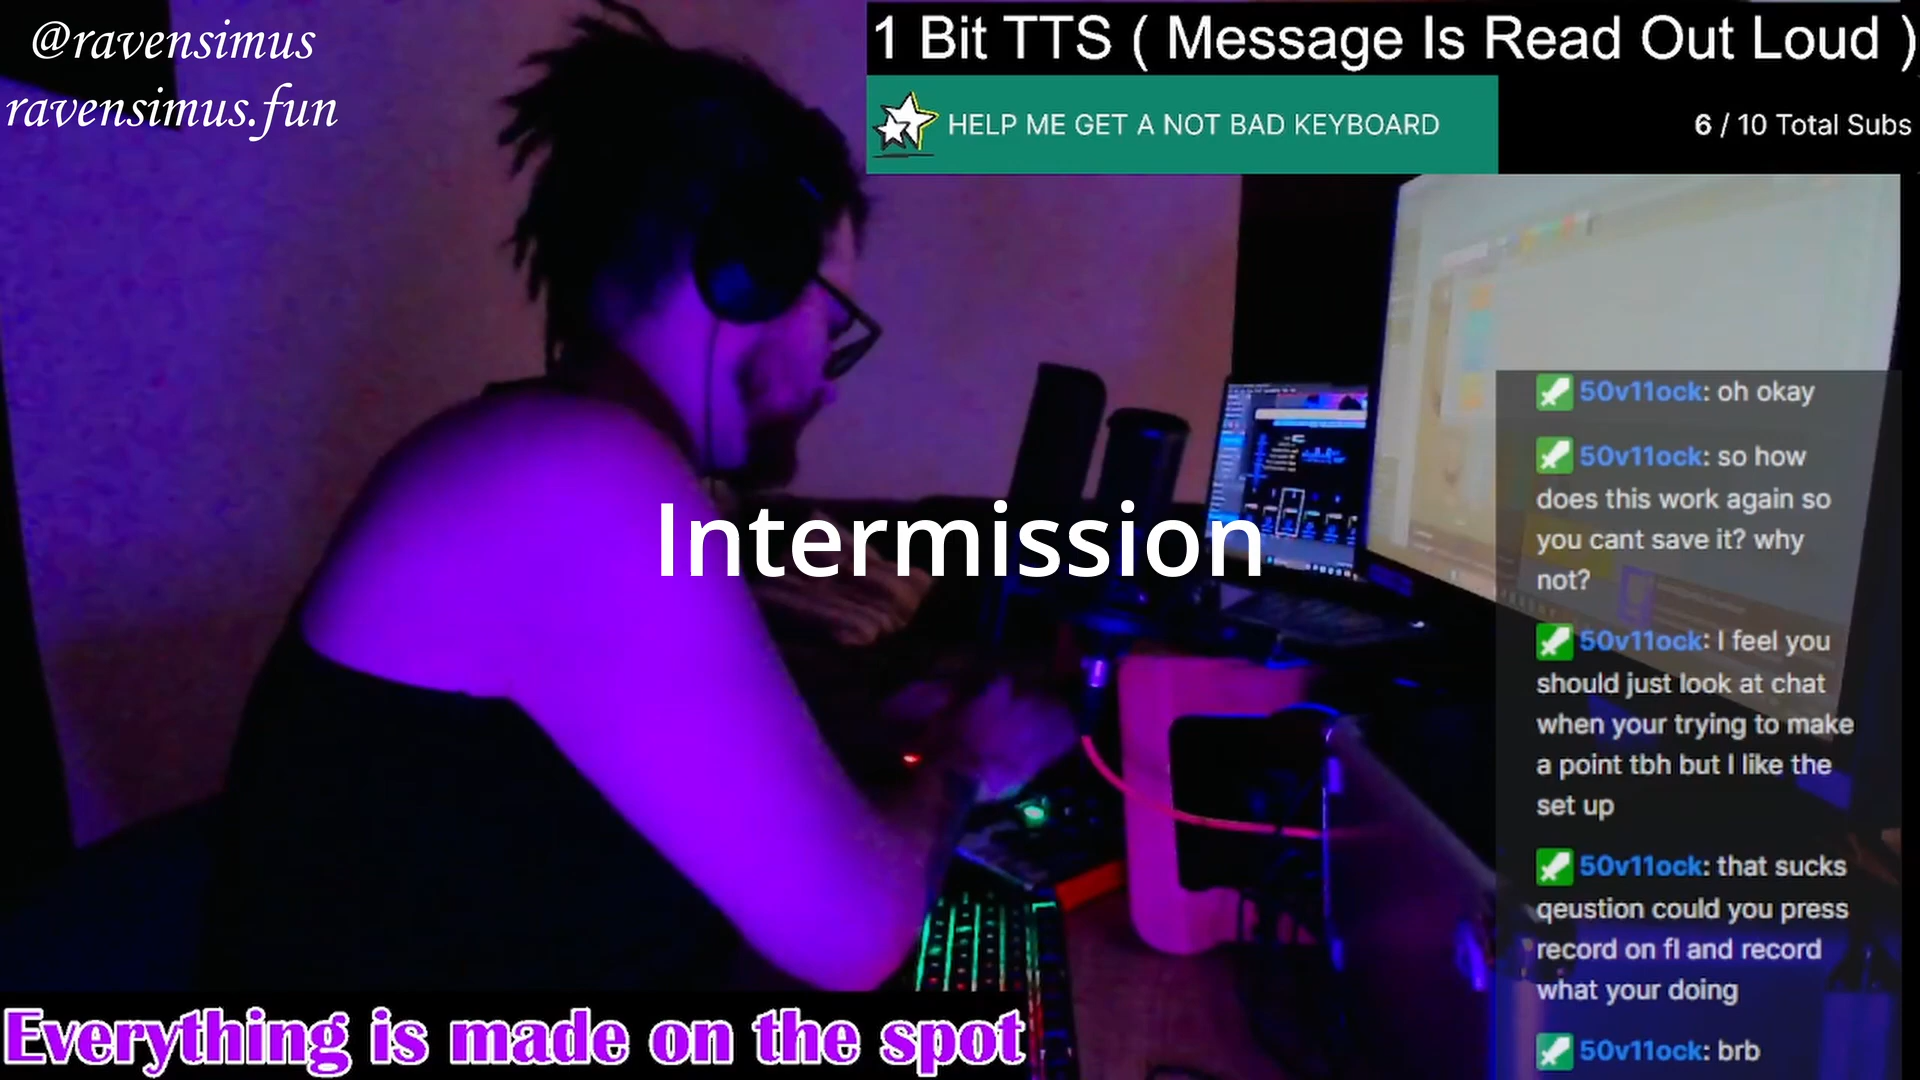 @ravensimus
ravensimus.fun
1 Bit TTS ( Message Is Read Out Loud )
HELP ME GET A NOT BAD KEYBOARD
6 / 10 Total Subs
Intermission
50v11ock: oh okay
50v11ock: so how
does this work again so
you cant save it? why
not?
50v11ock: I feel you
should just look at chat
when your trying to make
a point tbh but I like the
set up
50v11ock: that sucks
qeustion could you press
record on fl and record
what your doing
50v11ock: brb
Everything is made on the spot